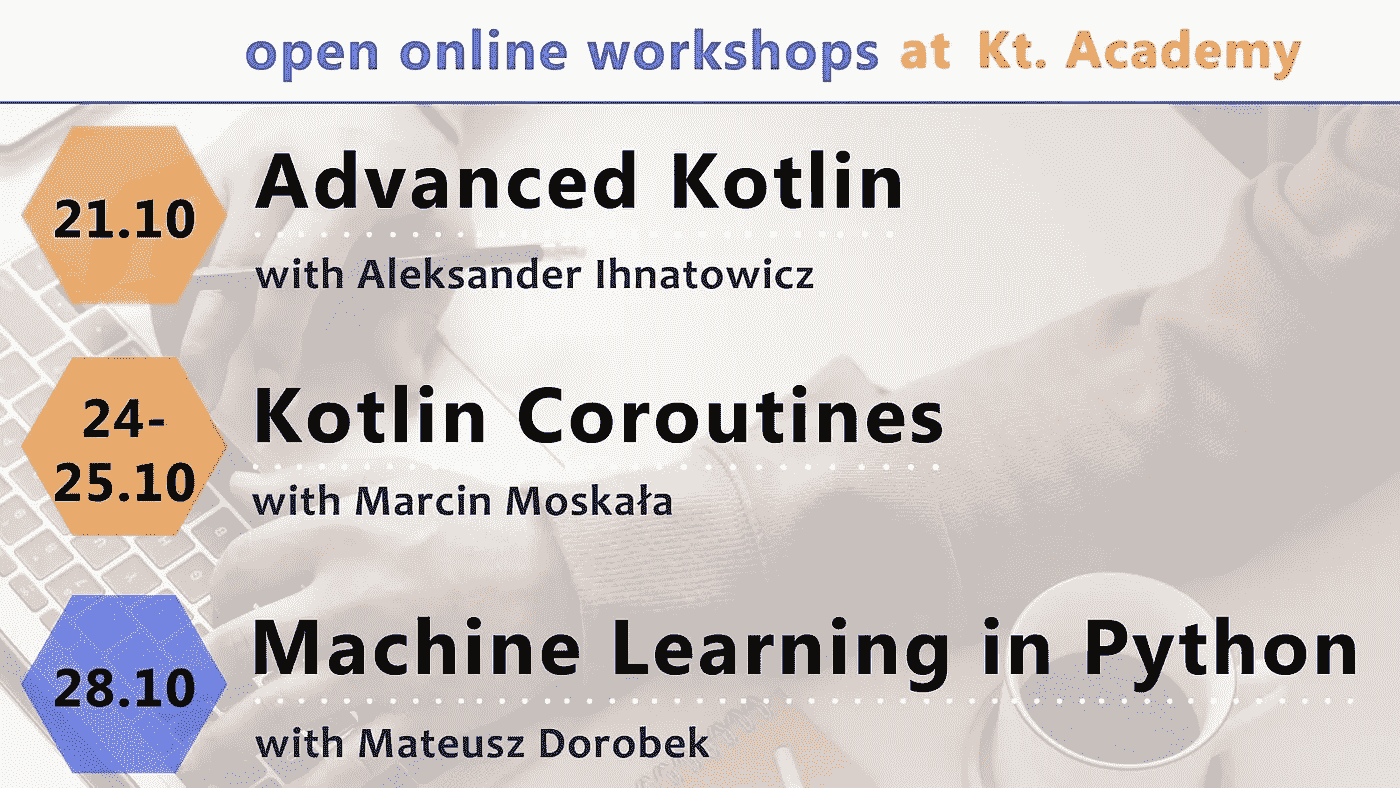 open online workshops at Kt. Academy
21.10
Advanced Kotlin
with Aleksander Ihnatowicz
24-
25.10
Kotlin Coroutines
with Marcin Moskała
28.10
Machine Learning in Python
with Mateusz Dorobek